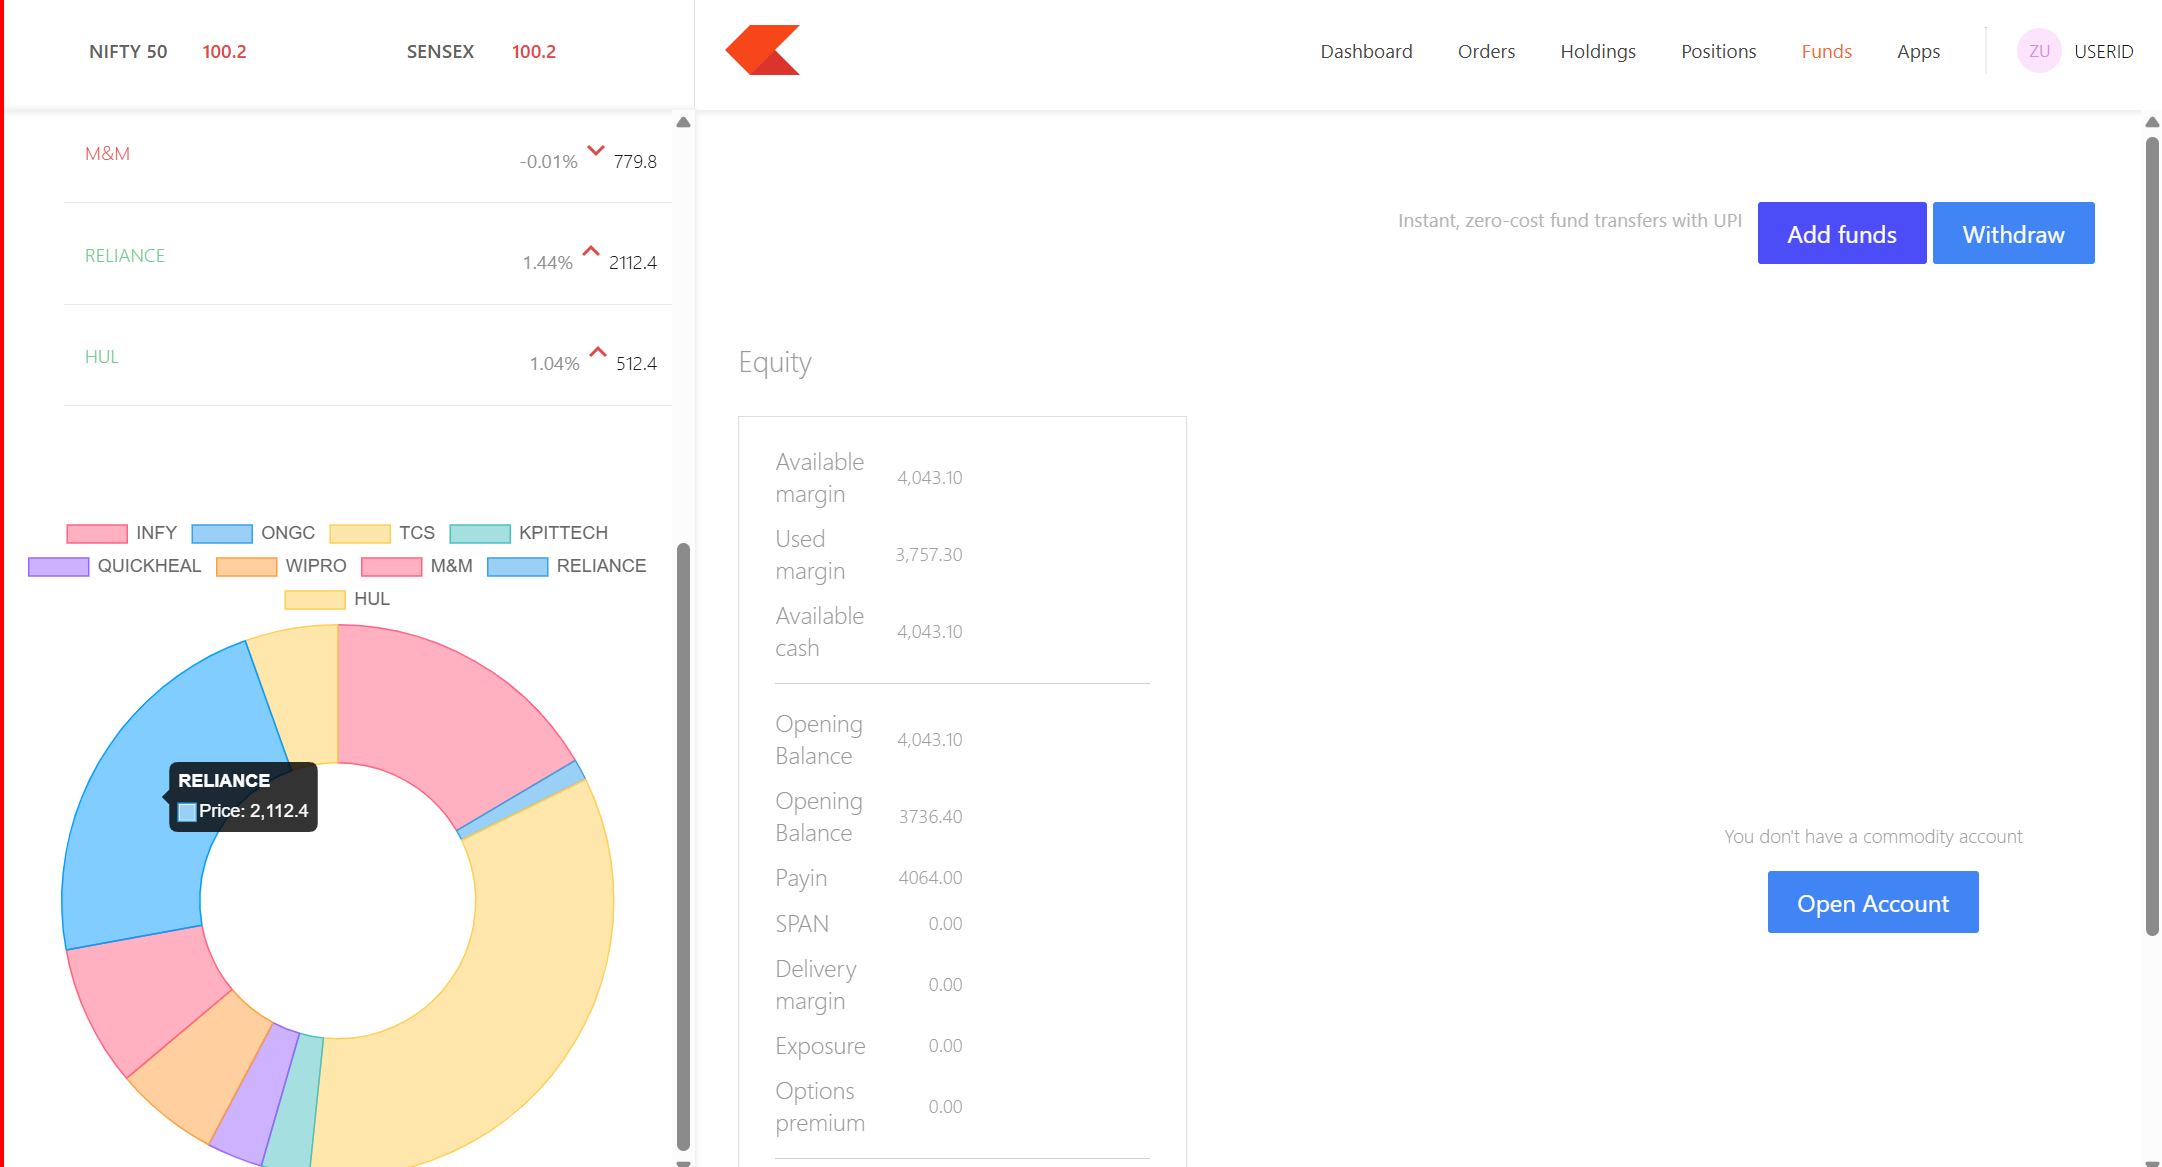 NIFTY 50 100.2 SENSEX 100.2
Dashboard Orders Holdings Positions Funds Apps ZU USERID
M&M -0.01% 779.8
RELIANCE 1.44% 2112.4
HUL 1.04% 512.4
INFY ONGC TCS KPITTECH
QUICKHEAL WIPRO M&M RELIANCE
HUL
RELIANCE
Price: 2,112.4
Instant, zero-cost fund transfers with UPI Add funds Withdraw
Equity
Available
margin 4,043.10
Used
margin 3,757.30
Available
cash 4,043.10
Opening
Balance 4,043.10
Opening
Balance 3736.40
Payin 4064.00
SPAN 0.00
Delivery
margin 0.00
Exposure 0.00
Options
premium 0.00
You don't have a commodity account
Open Account